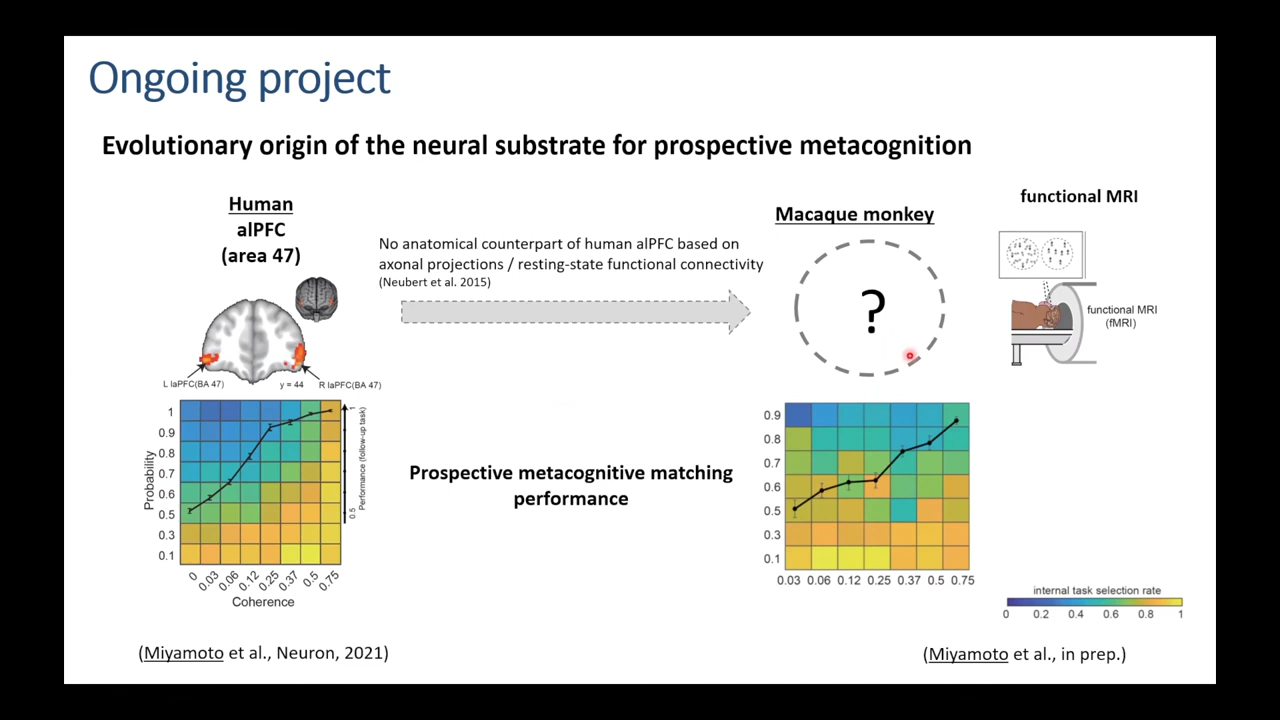 Ongoing project
Evolutionary origin of the neural substrate for prospective metacognition
Human
alPFC
(area 47)
No anatomical counterpart of human alPFC based on
axonal projections / resting-state functional connectivity
(Neubert et al. 2015)
Macaque monkey
functional MRI
?
functional MRI
(fMRI)
L laPFC(BA 47)
y = 44
R laPFC(BA 47)
Probability
1
0.9
0.8
0.7
0.6
0.5
0.3
0.1
0
0.03
0.06
0.12
0.25
0.37
0.5
0.75
Coherence
1
0.5
Performance (follow-up task)
Prospective metacognitive matching
performance
0.9
0.8
0.7
0.6
0.5
0.3
0.1
0.03 0.06 0.12 0.25 0.37 0.5 0.75
internal task selection rate
0 0.2 0.4 0.6 0.8 1
(Miyamoto et al., Neuron, 2021)
(Miyamoto et al., in prep.)